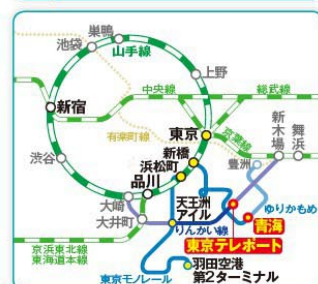 巣鴨
池袋
山手線
上野
中央線
総武線
新宿
有楽町線
東京
京葉線
新木場
舞浜
新橋
浜松町
豊洲
渋谷
品川
天王洲
アイル
ゆりかもめ
大崎
青海
大井町
りんかい線
東京テレポート
京浜東北線
東海道本線
羽田空港
第2ターミナル
東京モノレール